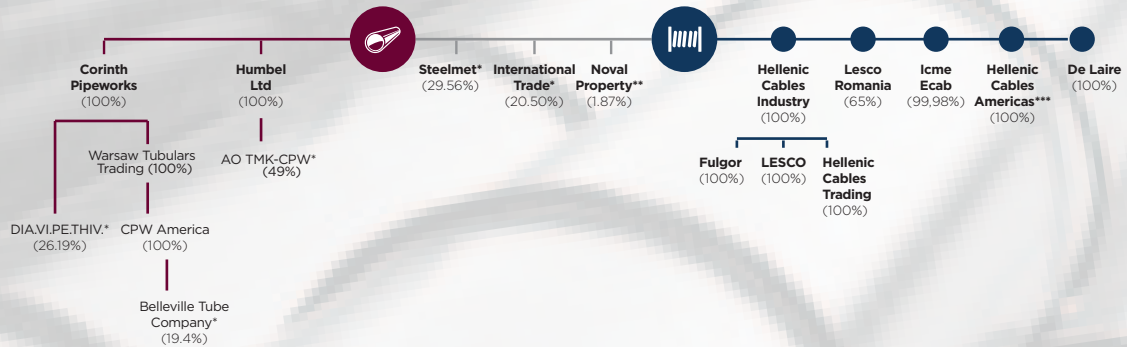 Corinth
Pipeworks
(100%)
Humbel
Ltd
(100%)
Steelmet*
(29.56%)
International
Trade*
(20.50%)
Noval
Property**
(1.87%)
Hellenic
Cables
Industry
(100%)
Lesco
Romania
(65%)
Icme
Ecab
(99,98%)
Hellenic
Cables
Americas***
(100%)
De Laire
(100%)
Warsaw Tubulars
Trading (100%)
AO TMK-CPW*
(49%)
Fulgor
(100%)
LESCO
(100%)
Hellenic
Cables
Trading
(100%)
DIA.VI.PE.THIV.*
(26.19%)
CPW America
(100%)
Belleville Tube
Company*
(19.4%)